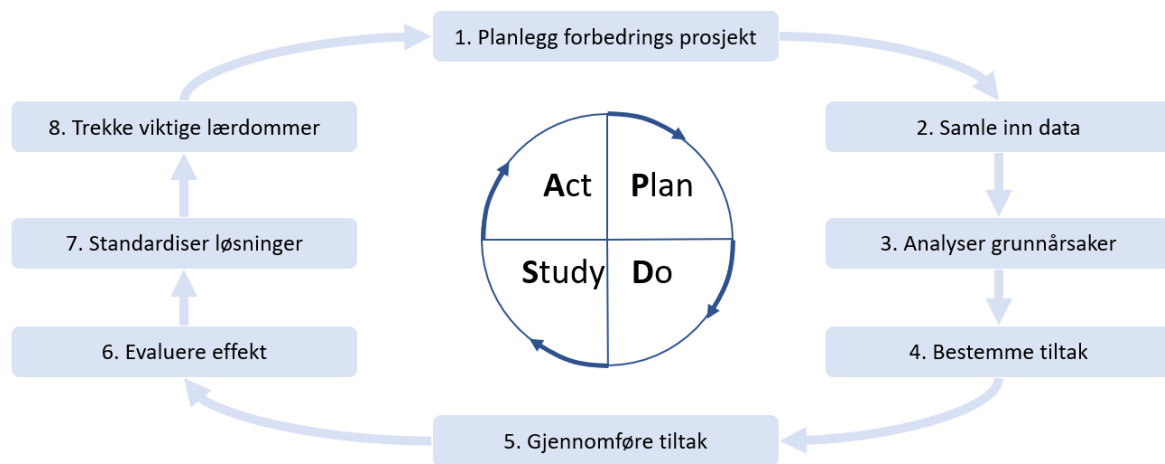 1. Planlegg forbedrings prosjekt
2. Samle inn data
3. Analyser grunnårsaker
4. Bestemme tiltak
5. Gjennomføre tiltak
6. Evaluere effekt
7. Standardiser løsninger
8. Trekke viktige lærdommer
Act
Plan
Study
Do